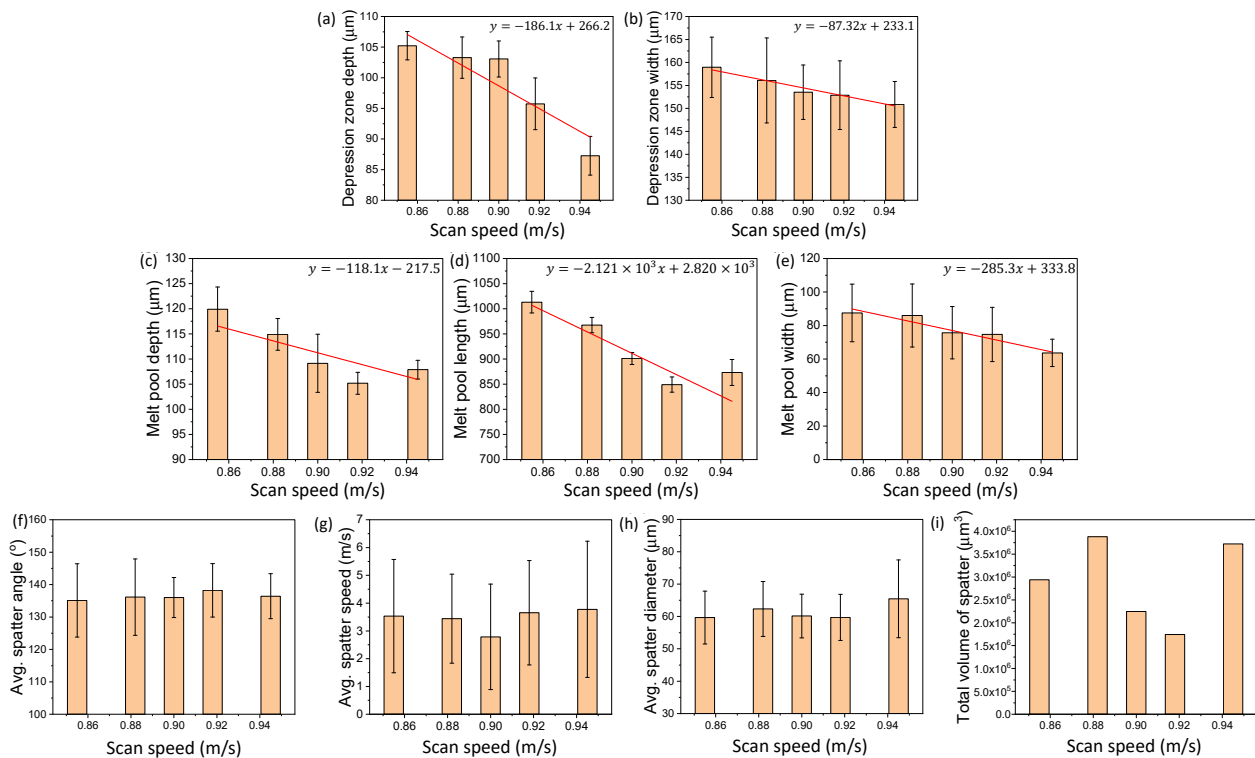 (a)
y = −186.1x + 266.2
110
105
100
95
90
85
80
Depression zone depth (μm)
0.86 0.88 0.90 0.92 0.94
Scan speed (m/s)
(b)
y = −87.32x + 233.1
170
165
160
155
150
145
140
135
130
Depression zone width (μm)
0.86 0.88 0.90 0.92 0.94
Scan speed (m/s)
(c)
y = −118.1x − 217.5
130
125
120
115
110
105
100
95
90
Melt pool depth (μm)
0.86 0.88 0.90 0.92 0.94
Scan speed (m/s)
(d)
y = −2.121 × 10³x + 2.820 × 10³
1100
1050
1000
950
900
850
800
750
700
Melt pool length (μm)
0.86 0.88 0.90 0.92 0.94
Scan speed (m/s)
(e)
y = −285.3x + 333.8
120
100
80
60
40
20
0
Melt pool width (μm)
0.86 0.88 0.90 0.92 0.94
Scan speed (m/s)
(f)
160
150
140
130
120
110
100
Avg. spatter angle (°)
0.86 0.88 0.90 0.92 0.94
Scan speed (m/s)
(g)
7
6
5
4
3
2
1
0
Avg. spatter speed (m/s)
0.86 0.88 0.90 0.92 0.94
Scan speed (m/s)
(h)
90
80
70
60
50
40
30
Avg. spatter diameter (μm)
0.86 0.88 0.90 0.92 0.94
Scan speed (m/s)
(i)
4.0x10⁶
3.5x10⁶
3.0x10⁶
2.5x10⁶
2.0x10⁶
1.5x10⁶
1.0x10⁶
5.0x10⁵
0.0
Total volume of spatter (μm³)
0.86 0.88 0.90 0.92 0.94
Scan speed (m/s)